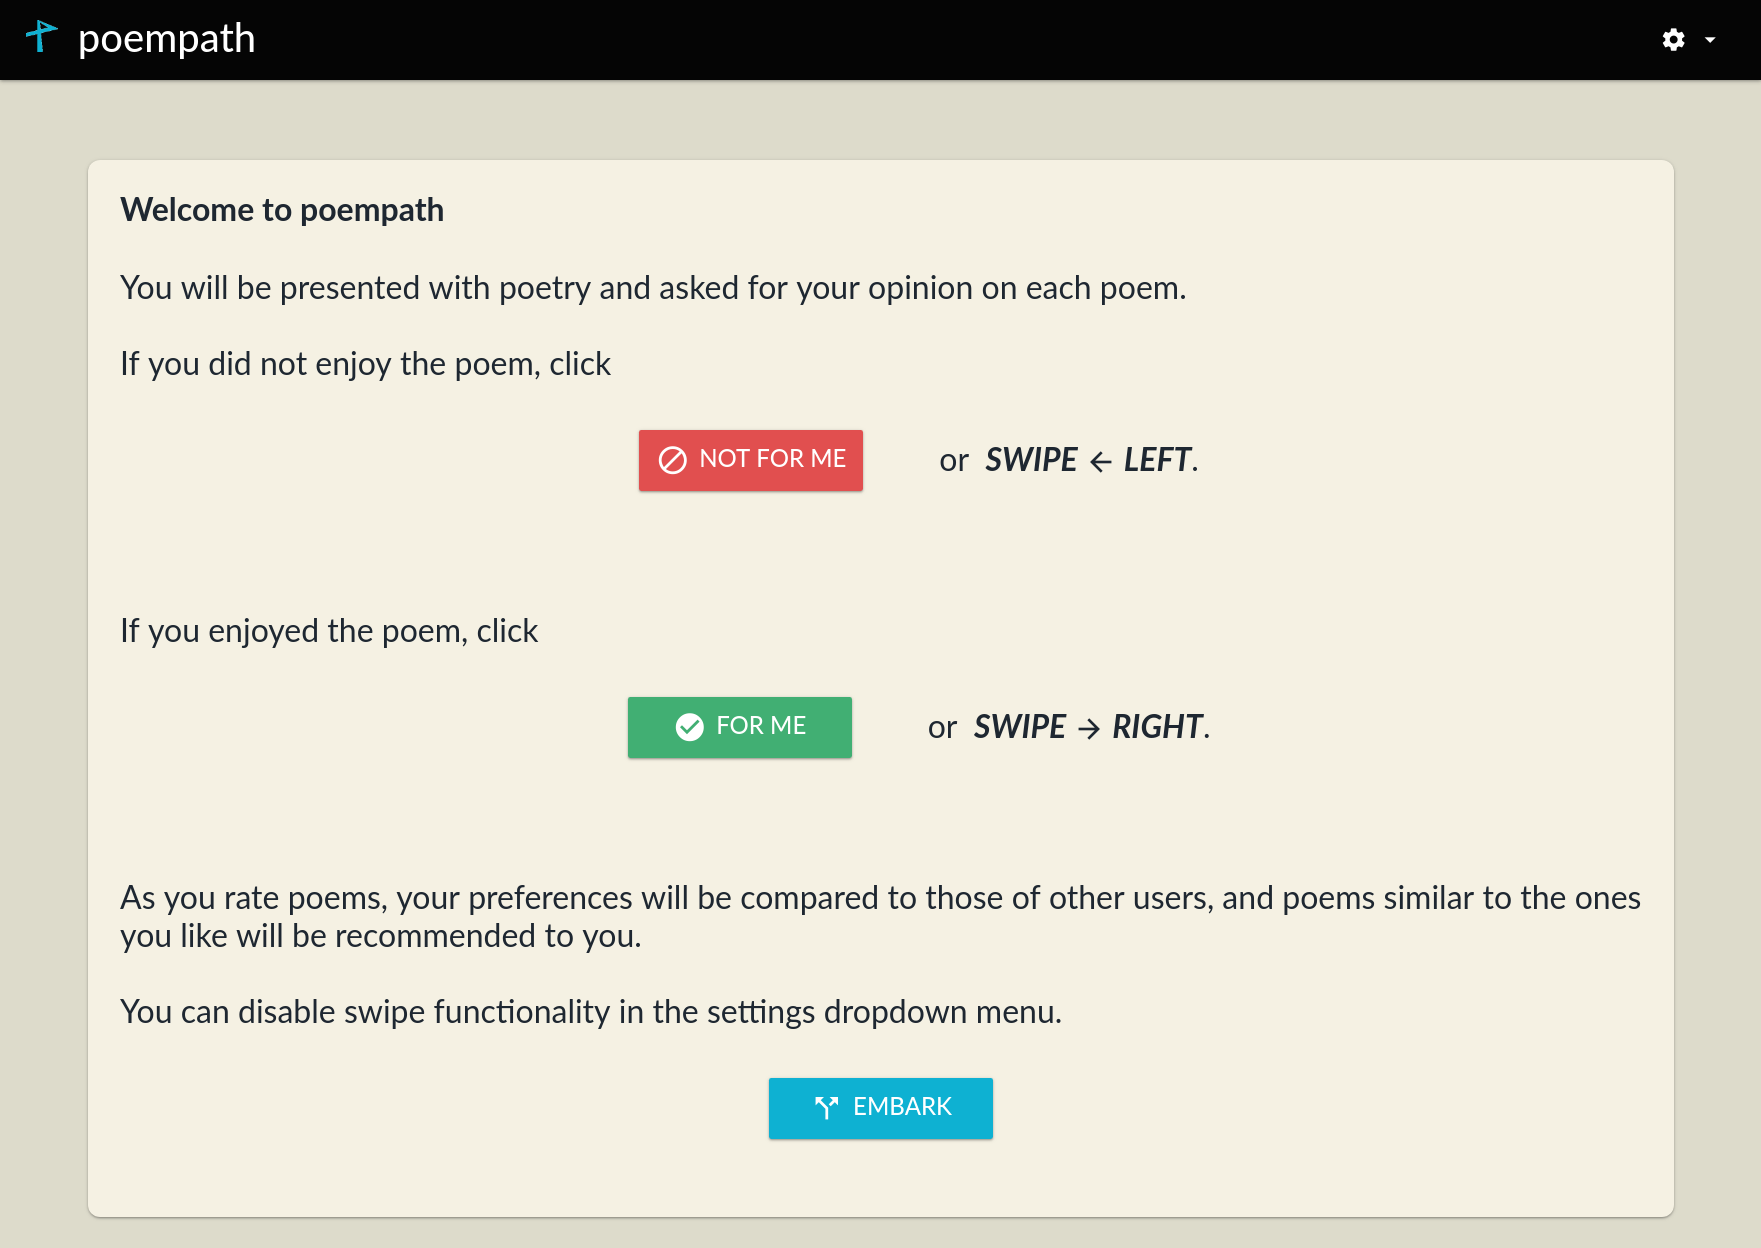 poempath
Welcome to poempath
You will be presented with poetry and asked for your opinion on each poem.
If you did not enjoy the poem, click
NOT FOR ME or SWIPE ← LEFT.
If you enjoyed the poem, click
FOR ME or SWIPE → RIGHT.
As you rate poems, your preferences will be compared to those of other users, and poems similar to the ones
you like will be recommended to you.
You can disable swipe functionality in the settings dropdown menu.
EMBARK